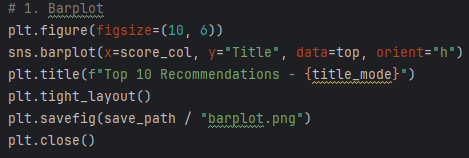 # 1. Barplot
plt.figure(figsize=(10, 6))
sns.barplot(x=score_col, y="Title", data=top, orient="h")
plt.title(f"Top 10 Recommendations - {title_mode}")
plt.tight_layout()
plt.savefig(save_path / "barplot.png")
plt.close()